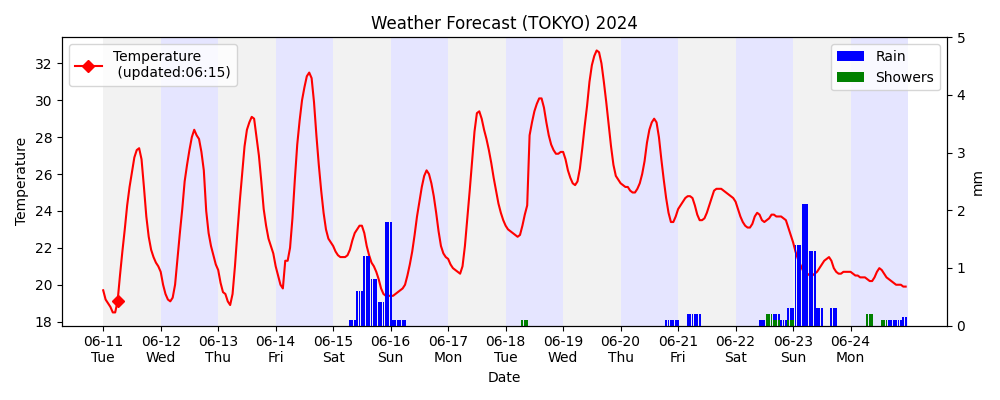 Weather Forecast (TOKYO) 2024
Temperature
(updated:06:15)
Rain
Showers
Temperature
32
30
28
26
24
22
20
18
5
4
3
2
1
0
mm
06-11 06-12 06-13 06-14 06-15 06-16 06-17 06-18 06-19 06-20 06-21 06-22 06-23 06-24
Tue Wed Thu Fri Sat Sun Mon Tue Wed Thu Fri Sat Sun Mon
Date